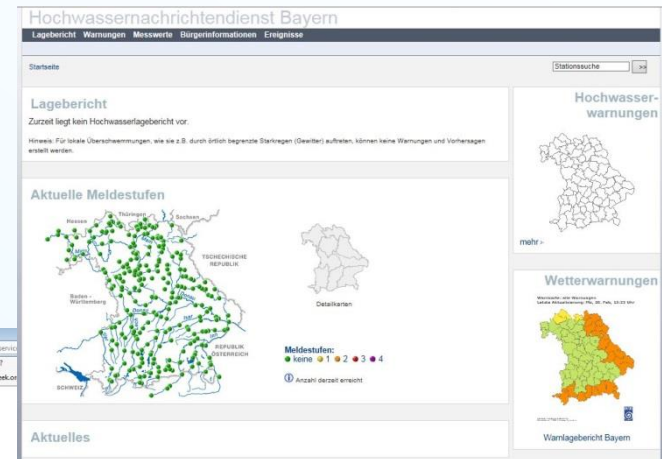 Hochwassernachrichtendienst Bayern
Lagebericht Warnungen Messwerte Bürgerinformationen Ereignisse
Startseite
Stationssuche >>
Lagebericht
Zurzeit liegt kein Hochwasserlagebericht vor.
Hinweis: Für lokale Überschwemmungen, wie sie z.B. durch örtlich begrenzte Starkregen (Gewitter) auftreten, können keine Warnungen und Vorhersagen
erstellt werden.
Hochwasser-
warnungen
mehr
Aktuelle Meldestufen
Hessen
Thüringen
Sachsen
TSCHECHISCHE
REPUBLIK
Baden -
Württemberg
Donau
REPUBLIK
ÖSTERREICH
SCHWEIZ
Detailkarten
Meldestufen:
keine 1 2 3 4
Anzahl derzeit erreicht
Wetterwarnungen
Warnlagebericht Bayern
Aktuelles